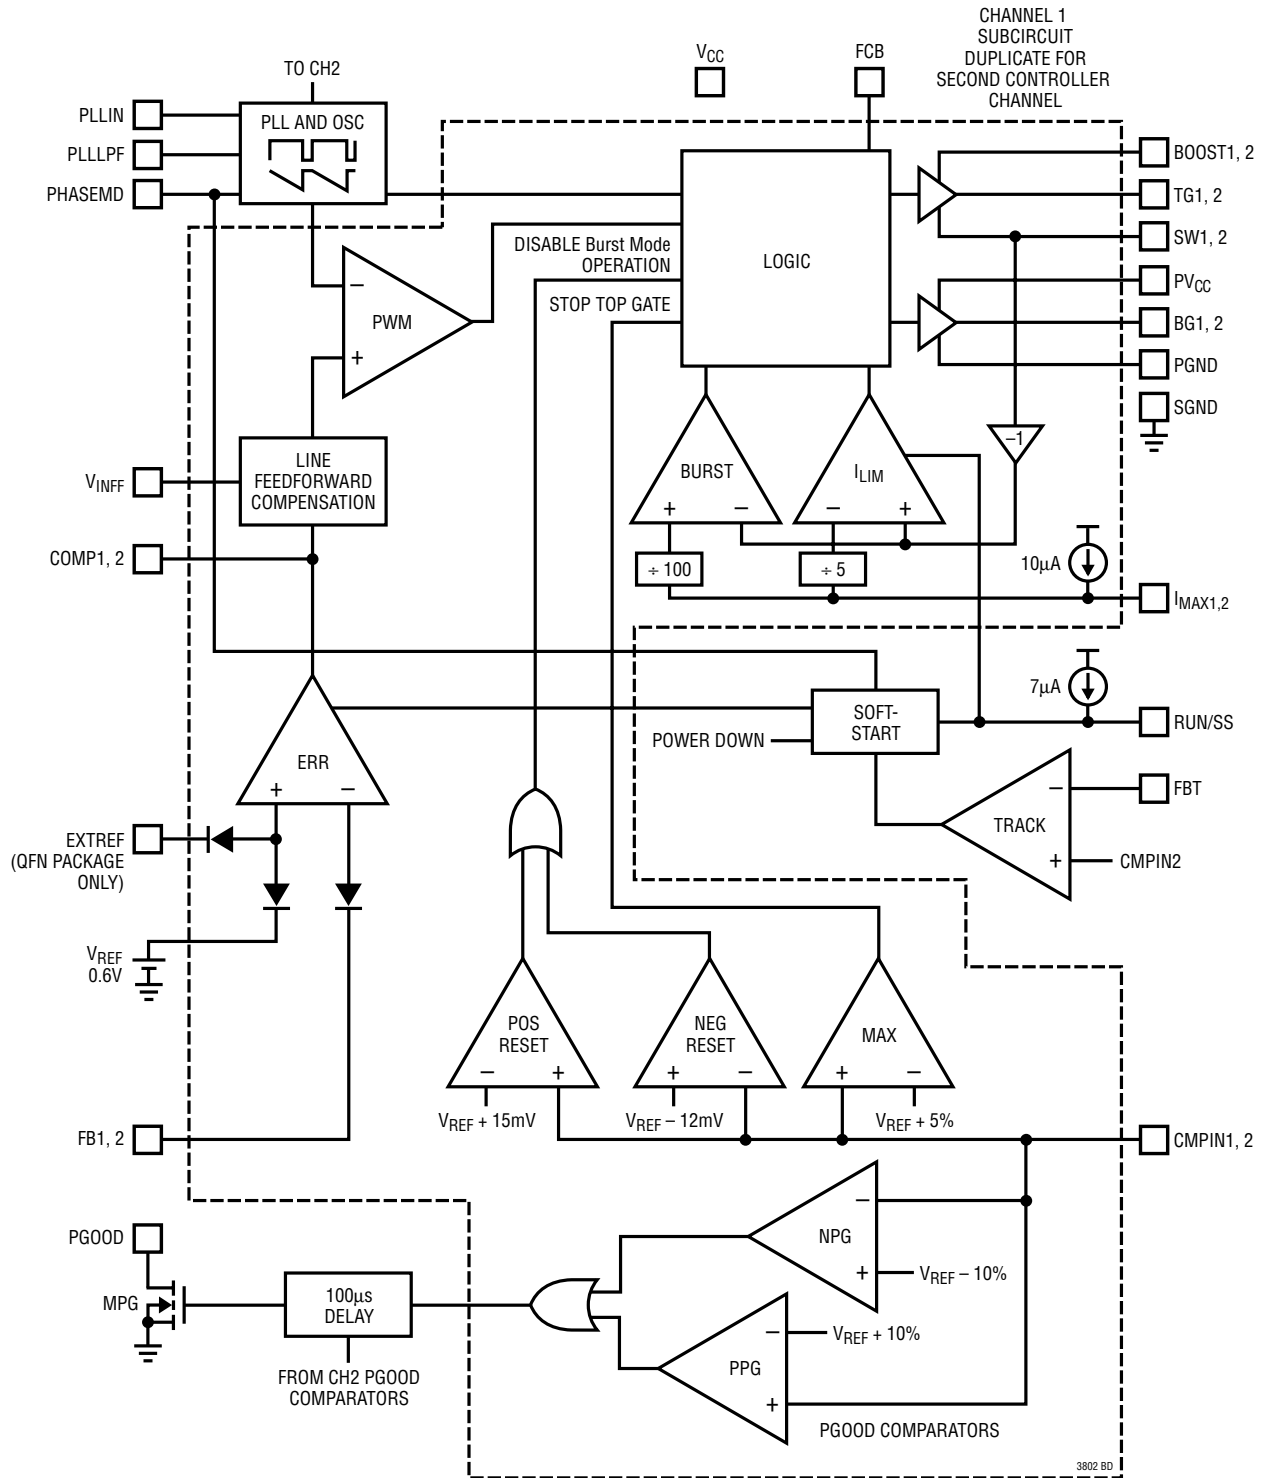 CHANNEL 1
SUBCIRCUIT
DUPLICATE FOR
SECOND CONTROLLER
CHANNEL
VCC
FCB
TO CH2
PLLIN
PLLLPF
PHASEMD
PLL AND OSC
BOOST1, 2
TG1, 2
SW1, 2
PVCC
BG1, 2
PGND
SGND
DISABLE Burst Mode
OPERATION
STOP TOP GATE
LOGIC
−
PWM
+
LINE
FEEDFORWARD
COMPENSATION
VINFF
COMP1, 2
BURST
+ −
ILIM
− +
–1
÷ 100
÷ 5
10µA
IMAX1,2
7µA
RUN/SS
SOFT-
START
POWER DOWN
ERR
+ −
EXTREF
(QFN PACKAGE
ONLY)
VREF
0.6V
−
TRACK
+
FBT
CMPIN2
POS
RESET
− +
NEG
RESET
+ −
MAX
+ −
VREF + 15mV
VREF – 12mV
VREF + 5%
FB1, 2
CMPIN1, 2
−
NPG
+
VREF – 10%
PGOOD
MPG
100µs
DELAY
FROM CH2 PGOOD
COMPARATORS
−
VREF + 10%
PPG
+
PGOOD COMPARATORS
3802 BD